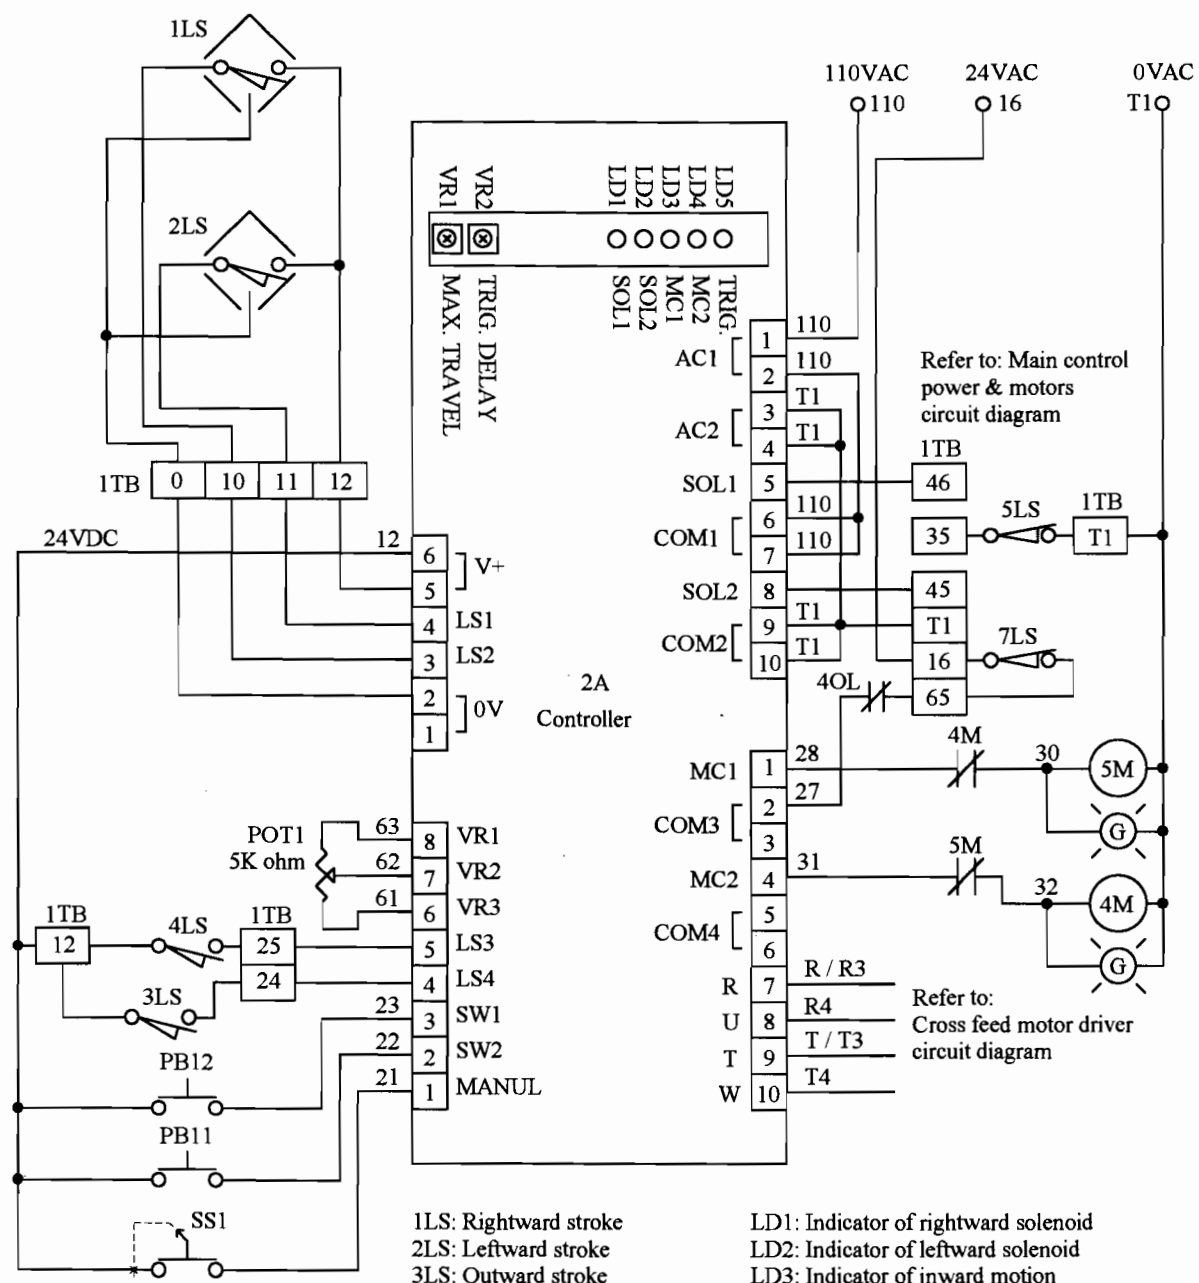 1LS
2LS
110VAC
24VAC
0VAC
110
16
T1
VR1
VR2
LD1
LD2
LD3
LD4
LD5
MAX. TRAVEL
TRIG. DELAY
SOL1
SOL2
MC1
MC2
TRIG.
1TB
0
10
11
12
24VDC
12
6
5
V+
4
LS1
3
LS2
2
1
0V
2A
Controller
AC1
1
110
2
110
AC2
3
T1
4
T1
SOL1
5
COM1
6
110
7
110
SOL2
8
COM2
9
T1
10
T1
Refer to: Main control
power & motors
circuit diagram
1TB
46
35
5LS
1TB
T1
45
T1
16
7LS
65
4OL
MC1
1
28
4M
30
5M
G
2
27
COM3
3
MC2
4
31
5M
32
4M
G
COM4
5
6
R
7
R / R3
U
8
R4
T
9
T / T3
W
10
T4
Refer to:
Cross feed motor driver
circuit diagram
POT1
5K ohm
63
8
VR1
62
7
VR2
61
6
VR3
1TB
12
4LS
1TB
25
5
LS3
24
4
LS4
3LS
23
3
SW1
22
2
SW2
21
1
MANUL
PB12
PB11
SS1
1LS: Rightward stroke
2LS: Leftward stroke
3LS: Outward stroke
LD1: Indicator of rightward solenoid
LD2: Indicator of leftward solenoid
LD3: Indicator of inward motion